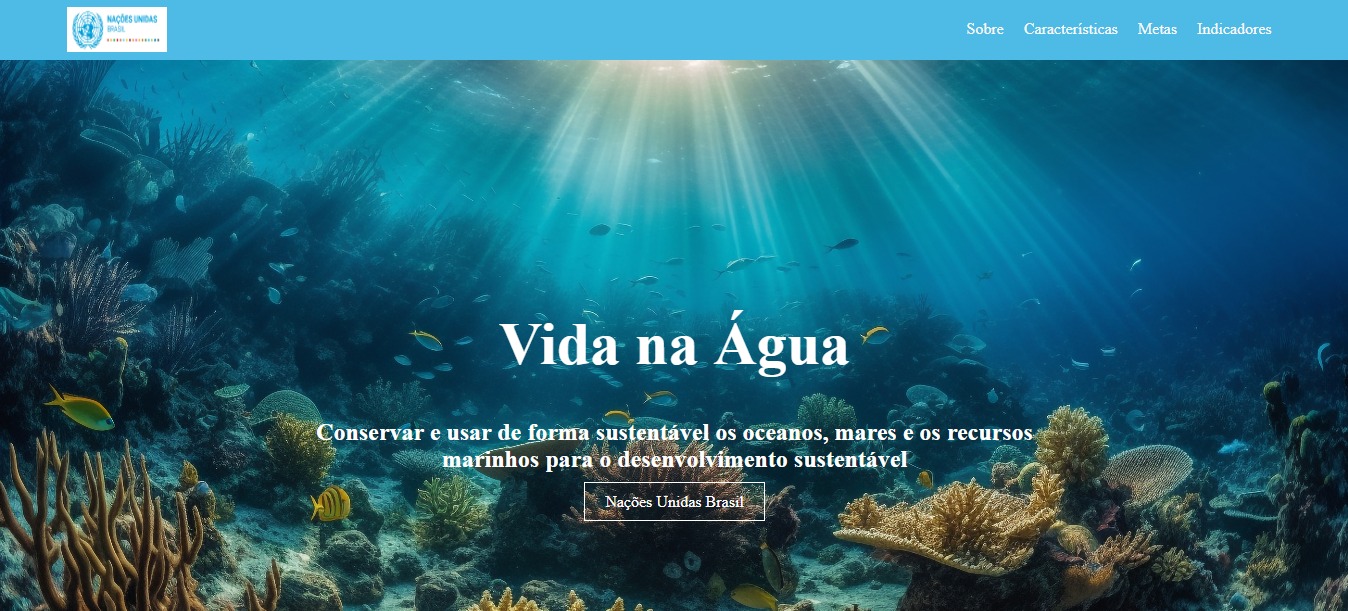 NAÇÕES UNIDAS
BRASIL
Sobre Características Metas Indicadores
Vida na Água
Conservar e usar de forma sustentável os oceanos, mares e os recursos
marinhos para o desenvolvimento sustentável
Nações Unidas Brasil